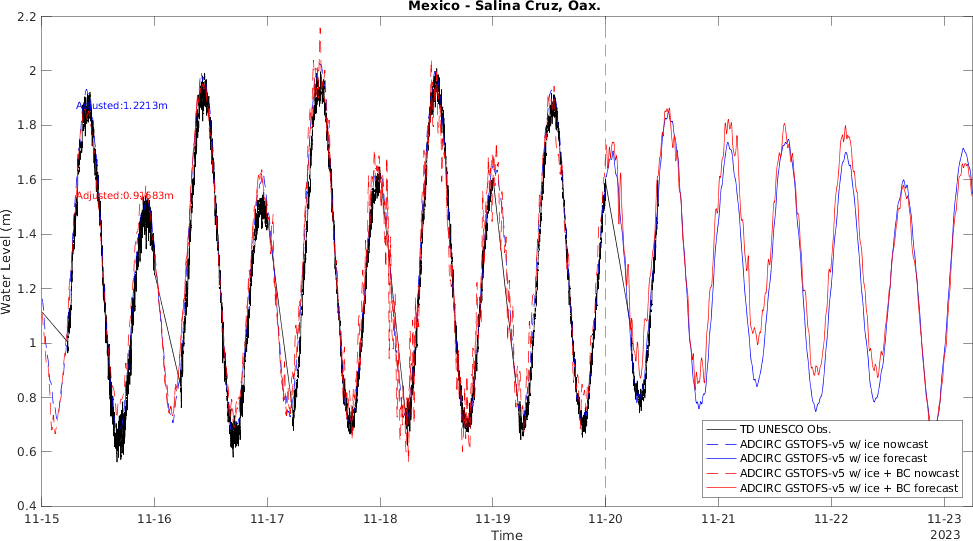 Mexico - Salina Cruz, Oax.
2.2
2
1.8
1.6
1.4
1.2
1
0.8
0.6
0.4
Water Level (m)
Adjusted:1.2213m
Adjusted:0.91583m
TD UNESCO Obs.
ADCIRC GSTOFS-v5 w/ ice nowcast
ADCIRC GSTOFS-v5 w/ ice forecast
ADCIRC GSTOFS-v5 w/ ice + BC nowcast
ADCIRC GSTOFS-v5 w/ ice + BC forecast
11-15 11-16 11-17 11-18 11-19 11-20 11-21 11-22 11-23
Time 2023